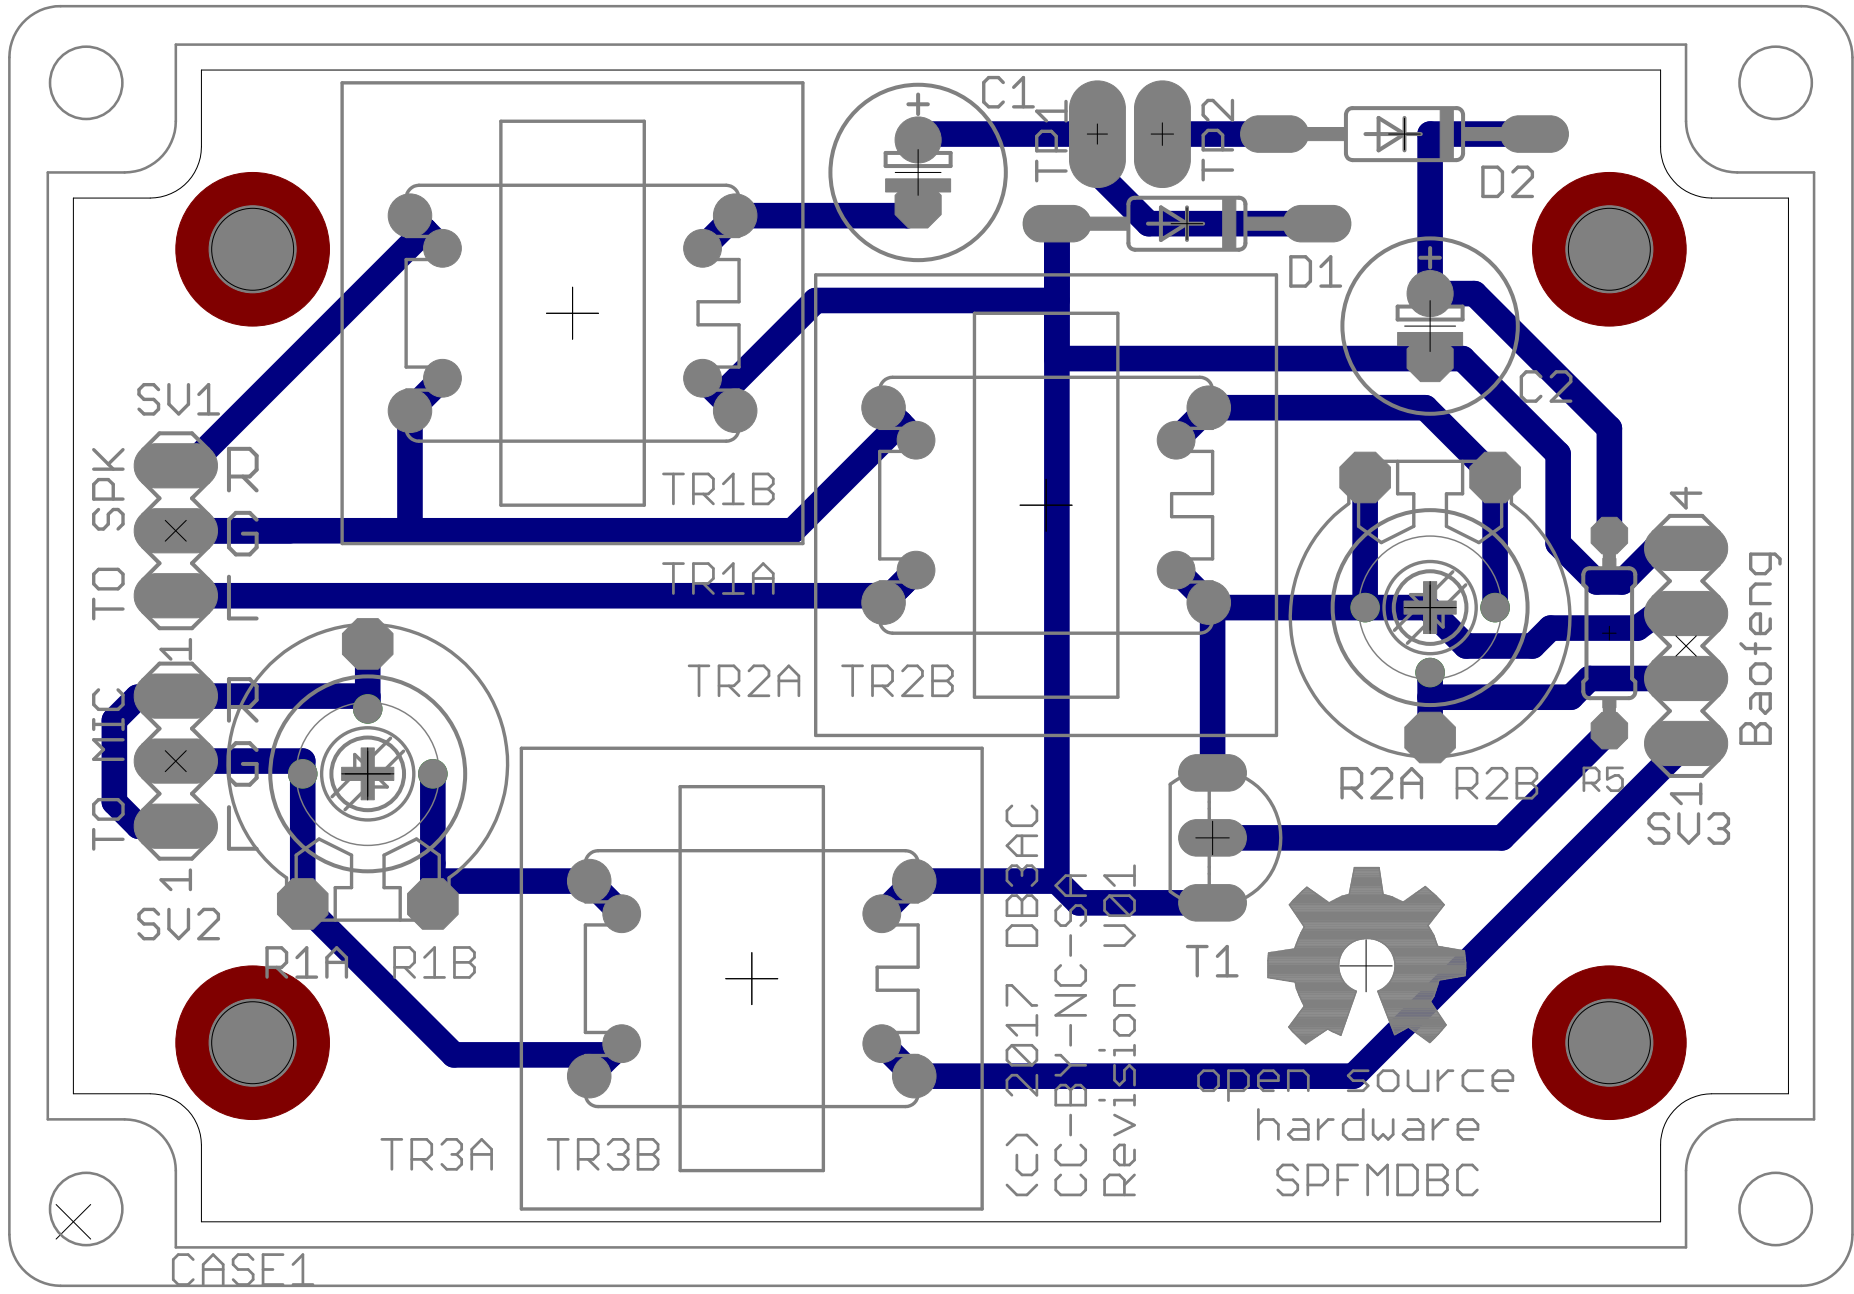 C1
TP1
TP2
D2
D1
SV1
C2
TO SPK
R
G
L
1
TR1B
TR1A
4
Baofeng
TR2A
TR2B
TO MIC
R
G
L
1
R2A
R2B
R5
1
SV3
SV2
R1A
R1B
T1
(c) 2017 DB3AC
CC-BY-NC-SA
Revision V01
open source
hardware
SPFMDBC
TR3A
TR3B
CASE1